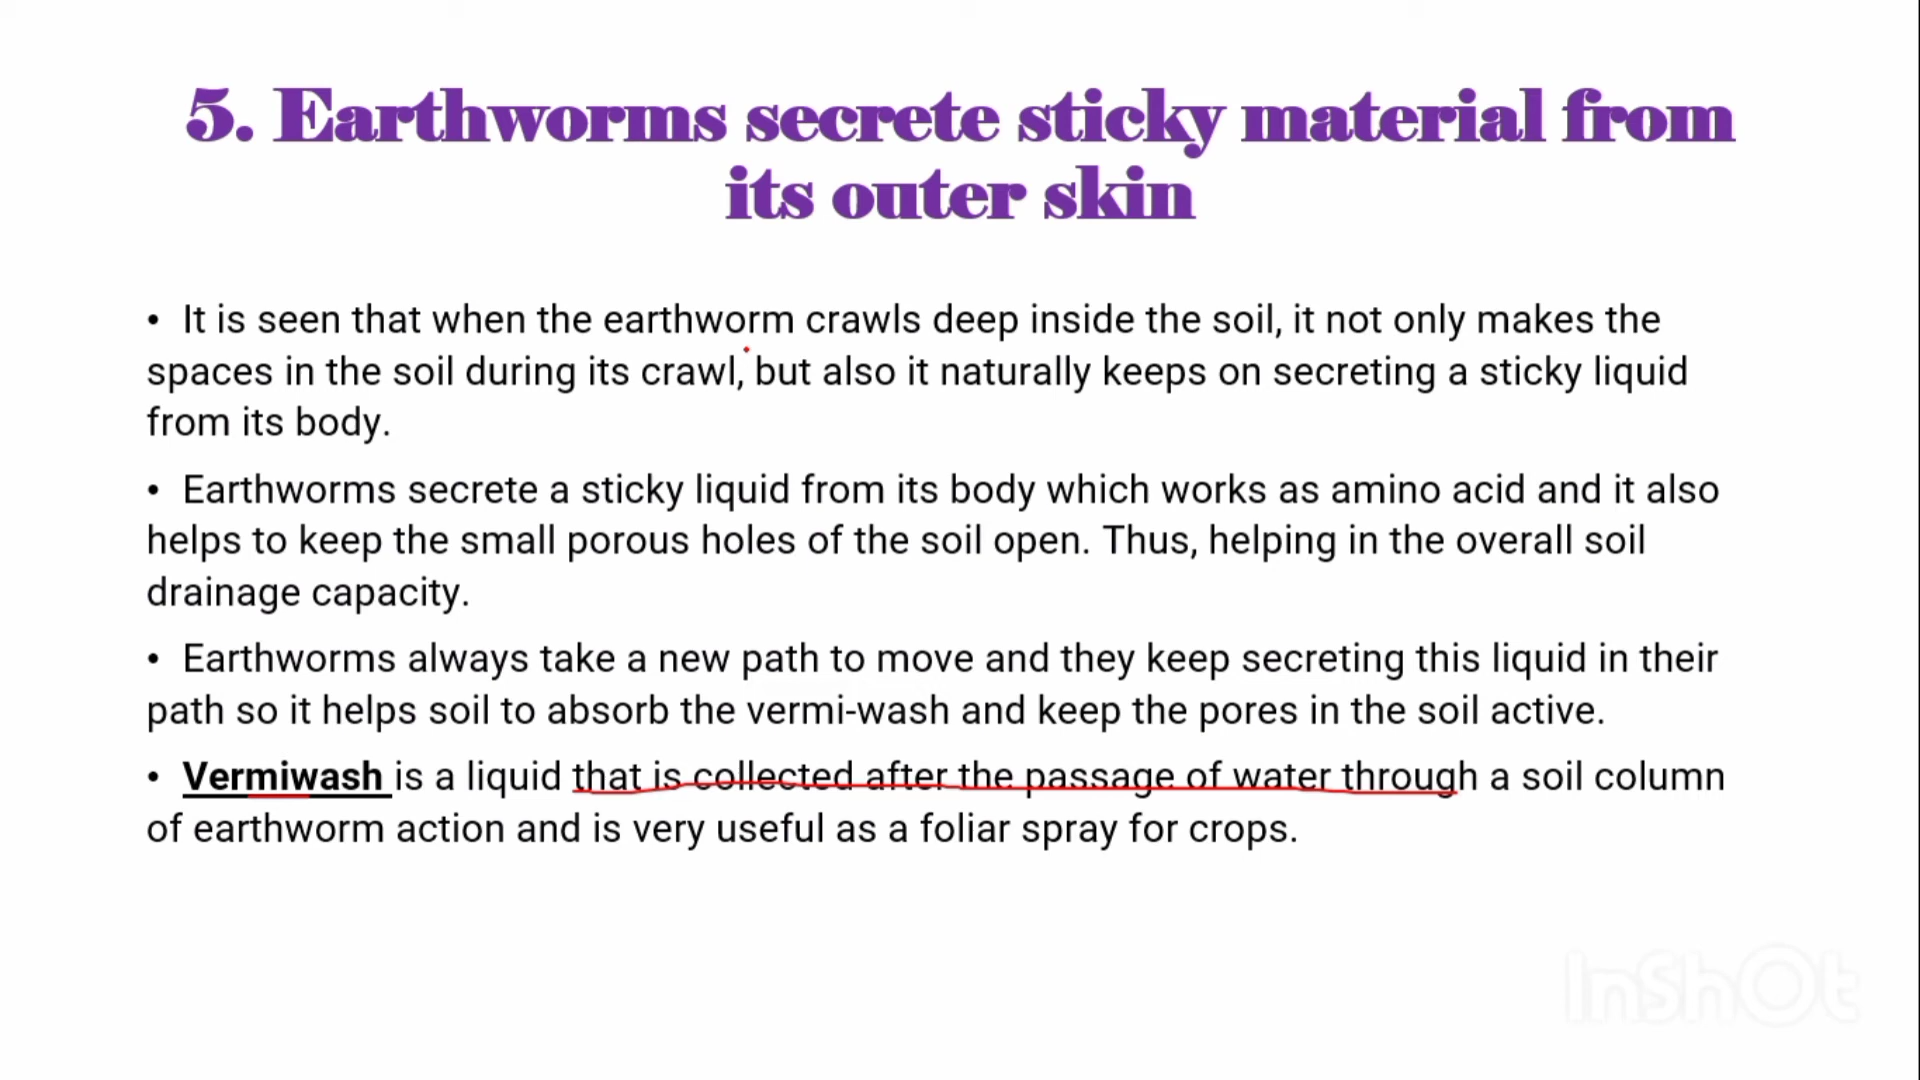 5. Earthworms secrete sticky material from
its outer skin
• It is seen that when the earthworm crawls deep inside the soil, it not only makes the
spaces in the soil during its crawl, but also it naturally keeps on secreting a sticky liquid
from its body.
• Earthworms secrete a sticky liquid from its body which works as amino acid and it also
helps to keep the small porous holes of the soil open. Thus, helping in the overall soil
drainage capacity.
• Earthworms always take a new path to move and they keep secreting this liquid in their
path so it helps soil to absorb the vermi-wash and keep the pores in the soil active.
• Vermiwash is a liquid that is collected after the passage of water through a soil column
of earthworm action and is very useful as a foliar spray for crops.
InShOt